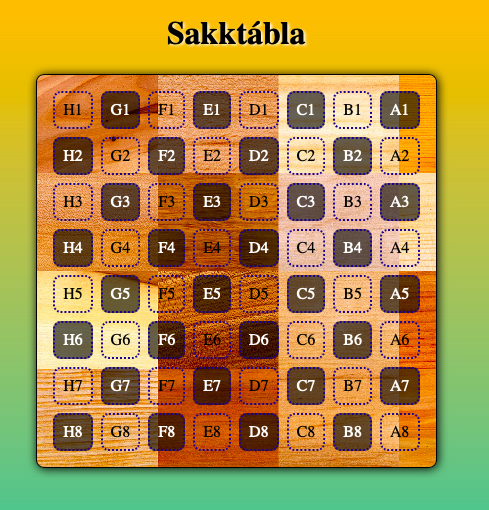 Sakktábla
H1 G1 F1 E1 D1 C1 B1 A1
H2 G2 F2 E2 D2 C2 B2 A2
H3 G3 F3 E3 D3 C3 B3 A3
H4 G4 F4 E4 D4 C4 B4 A4
H5 G5 F5 E5 D5 C5 B5 A5
H6 G6 F6 E6 D6 C6 B6 A6
H7 G7 F7 E7 D7 C7 B7 A7
H8 G8 F8 E8 D8 C8 B8 A8